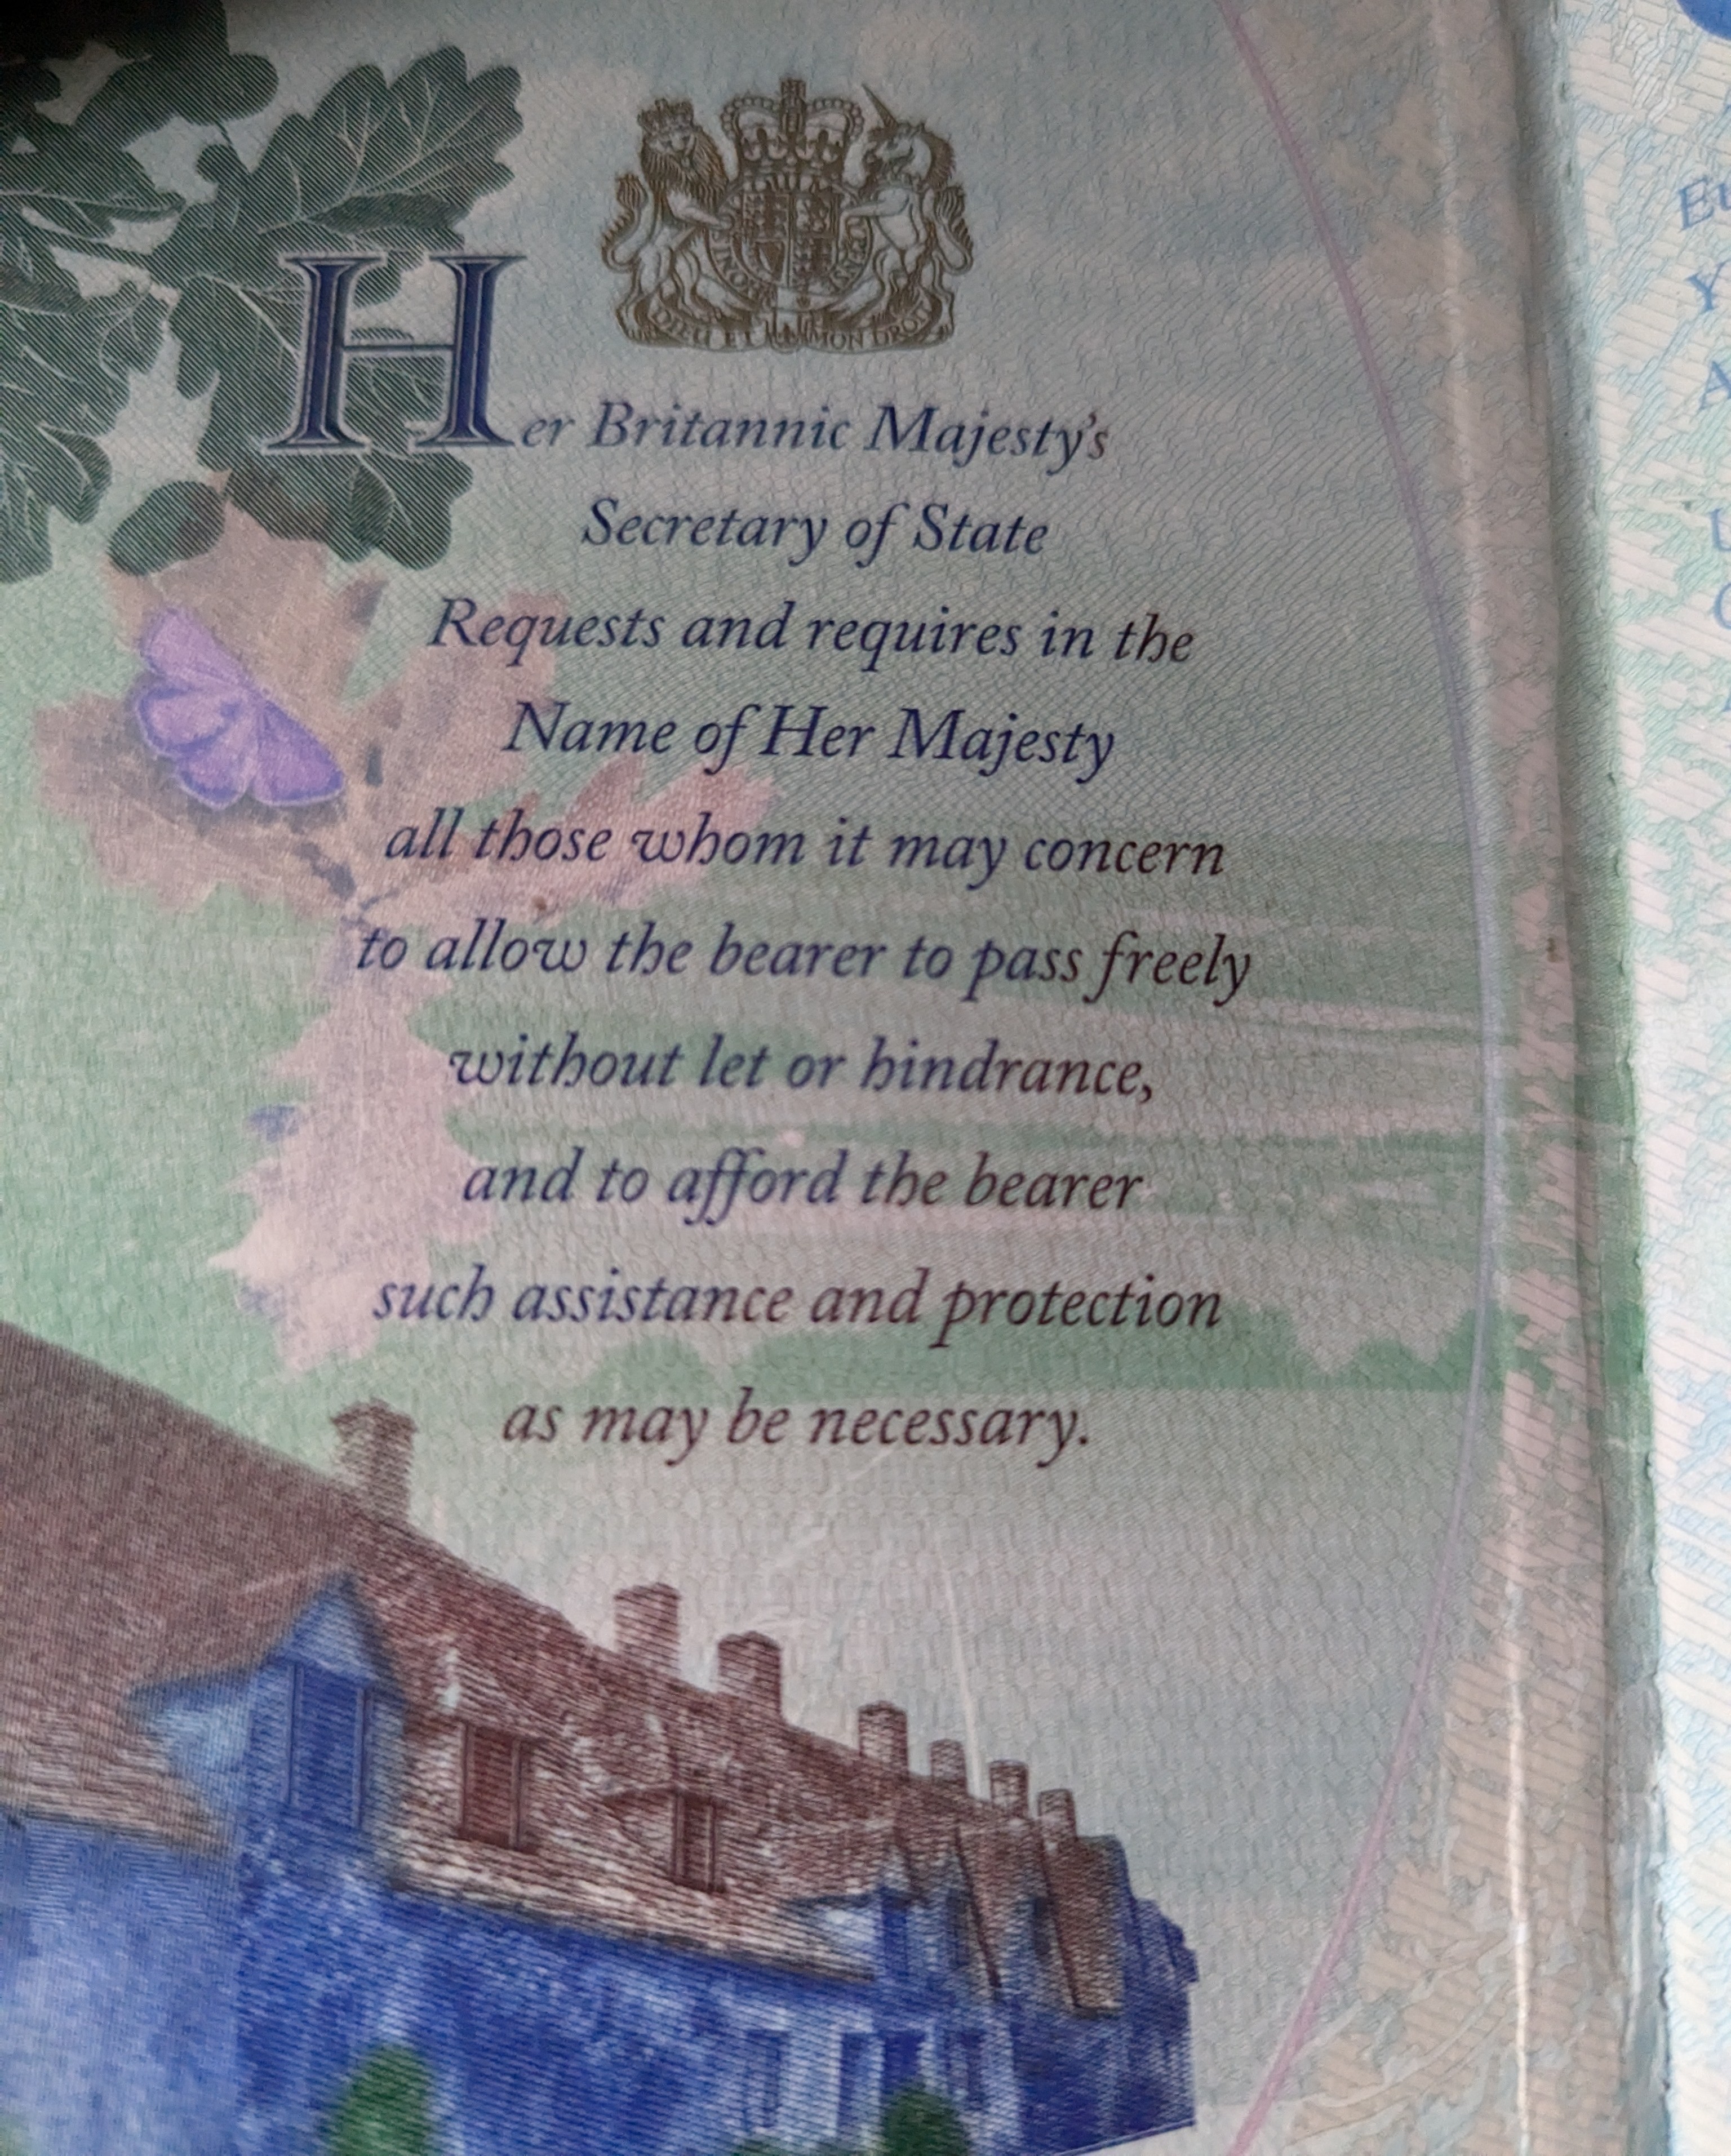 DIEU ET MON DROIT
Her Britannic Majesty's
Secretary of State
Requests and requires in the
Name of Her Majesty
all those whom it may concern
to allow the bearer to pass freely
without let or hindrance,
and to afford the bearer
such assistance and protection
as may be necessary.